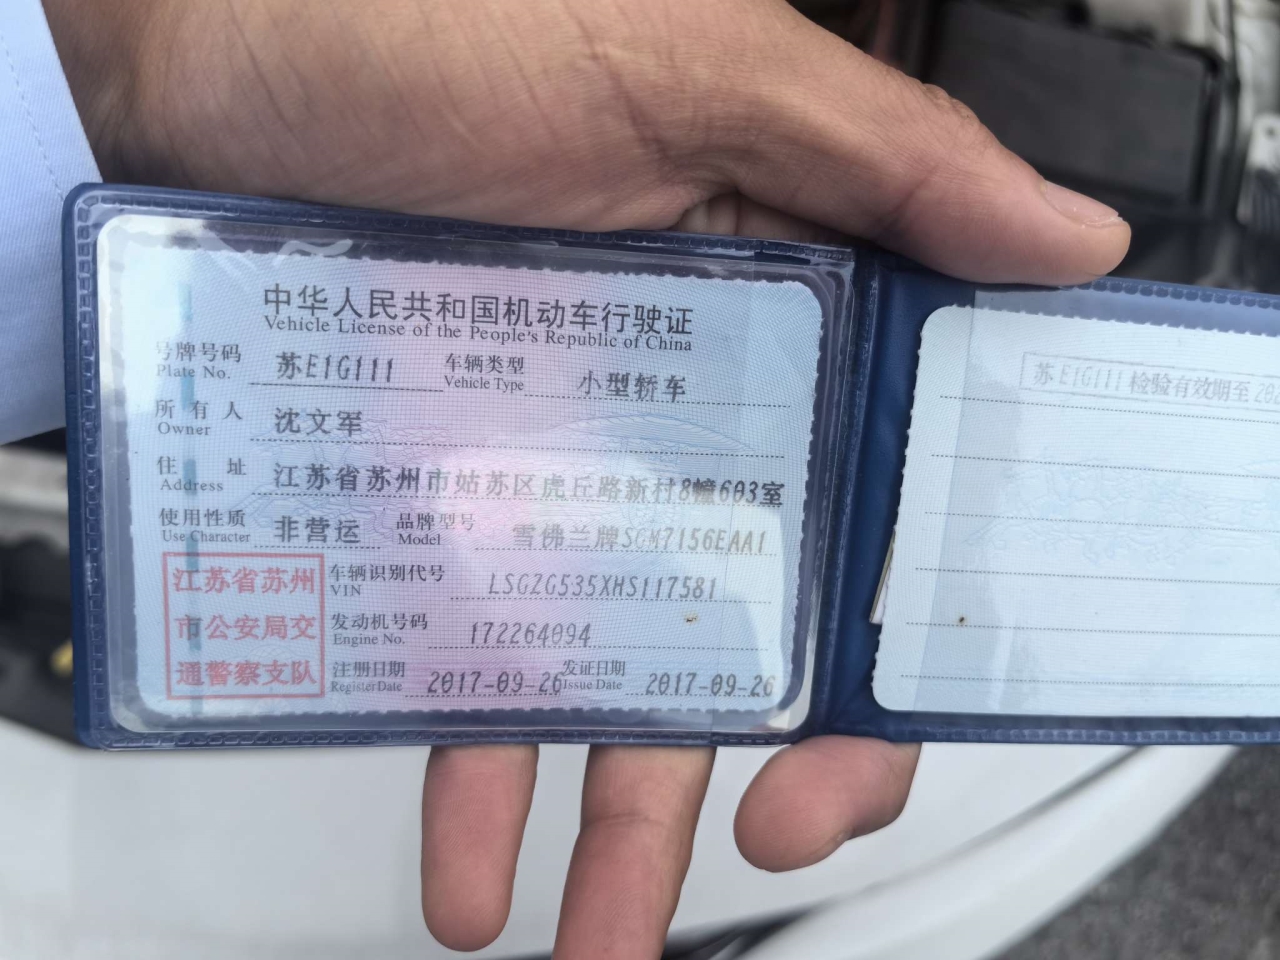 中华人民共和国机动车行驶证
Vehicle License of the People's Republic of China
号牌号码 苏E1G111 车辆类型 小型轿车
Plate No. Vehicle Type
所有人 沈文军
Owner
住址 江苏省苏州市姑苏区虎丘路新村8幢603室
Address
使用性质 非营运 品牌型号 雪佛兰牌SGM7156EAA1
Use Character Model
江苏省苏州
市公安局交
通警察支队
车辆识别代号 LSGZG535XHS117581
VIN
发动机号码 172264094
Engine No.
注册日期 2017-09-26 发证日期 2017-09-26
Register Date Issue Date
苏E1G111检验有效期至20